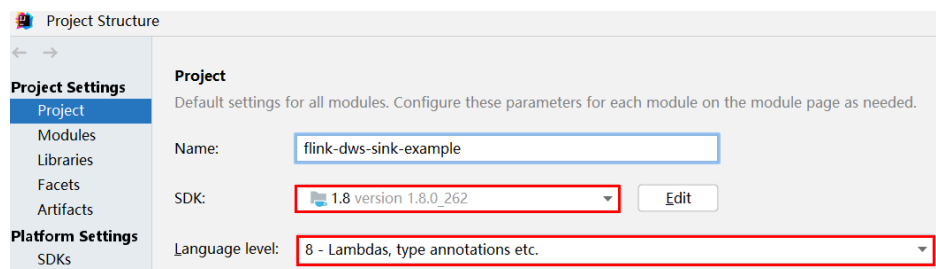 Project Structure
Project Settings
Project
Modules
Libraries
Facets
Artifacts
Platform Settings
SDKs
Project
Default settings for all modules. Configure these parameters for each module on the module page as needed.
Name: flink-dws-sink-example
SDK: 1.8 version 1.8.0_262 Edit
Language level: 8 - Lambdas, type annotations etc.